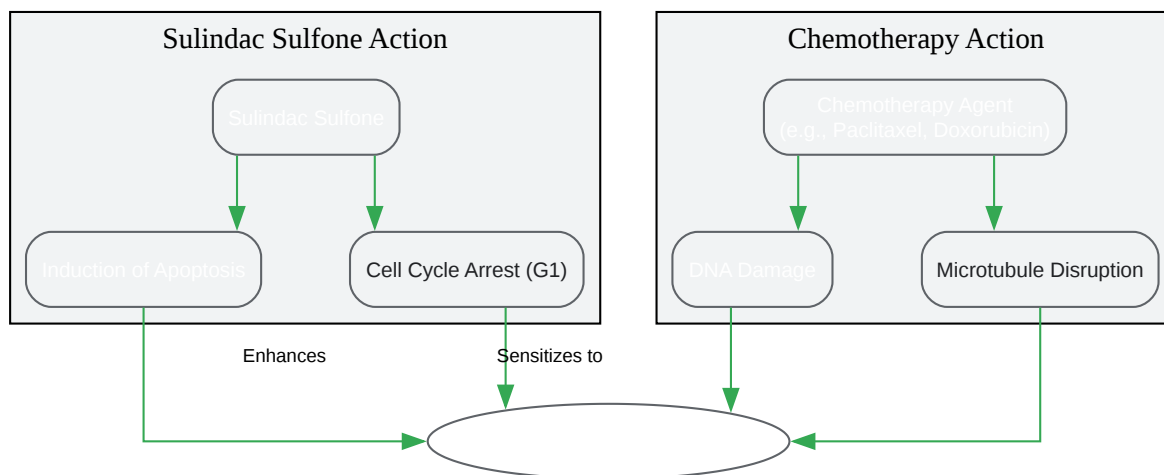 Sulindac Sulfone Action
Chemotherapy Action
Sulindac Sulfone
Chemotherapy Agent
(e.g., Paclitaxel, Doxorubicin)
Induction of Apoptosis
Cell Cycle Arrest (G1)
DNA Damage
Microtubule Disruption
Enhances
Sensitizes to